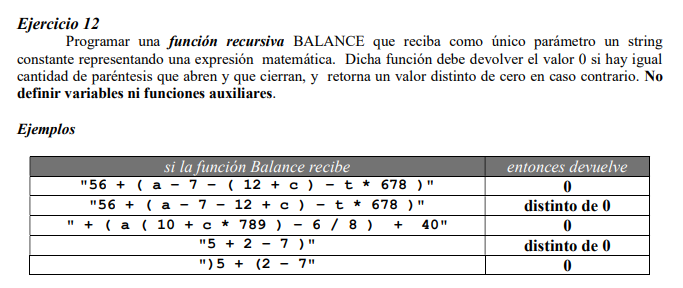 Ejercicio 12
Programar una función recursiva BALANCE que reciba como único parámetro un string
constante representando una expresión matemática. Dicha función debe devolver el valor 0 si hay igual
cantidad de paréntesis que abren y que cierran, y retorna un valor distinto de cero en caso contrario. No
definir variables ni funciones auxiliares.
Ejemplos
si la función Balance recibe entonces devuelve
"56 + ( a - 7 - ( 12 + c ) - t * 678 )" 0
"56 + ( a - 7 - 12 + c ) - t * 678 )" distinto de 0
" + ( a ( 10 + c * 789 ) - 6 / 8 ) + 40" 0
"5 + 2 - 7 )" distinto de 0
")5 + (2 - 7" 0